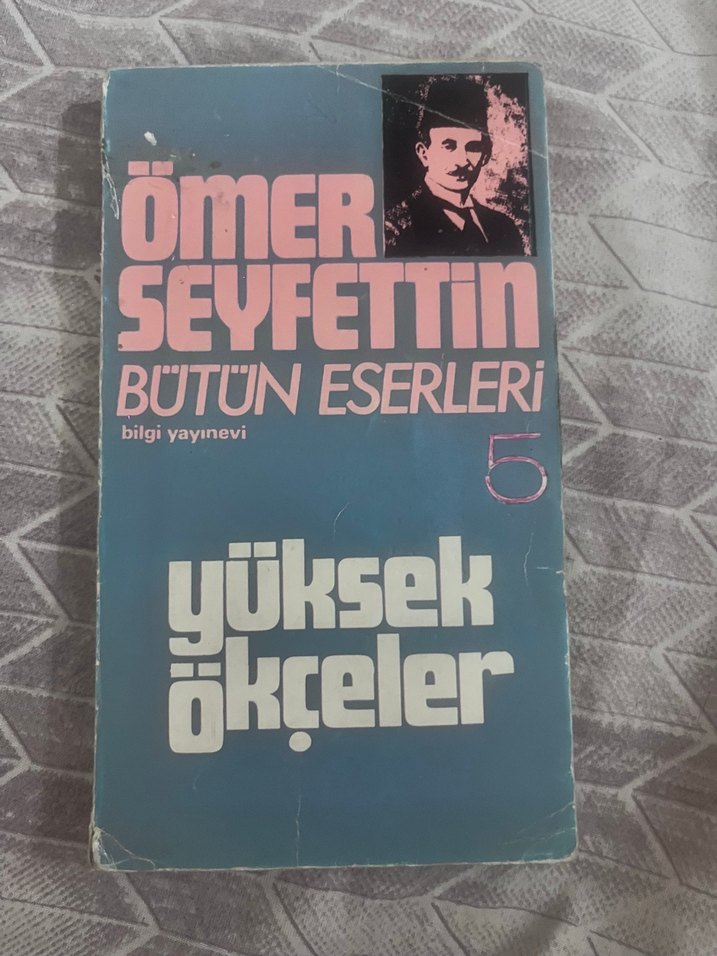 ÖMER
SEYFETTİN
BÜTÜN ESERLERİ
bilgi yayınevi
5
yüksek
ökçeler